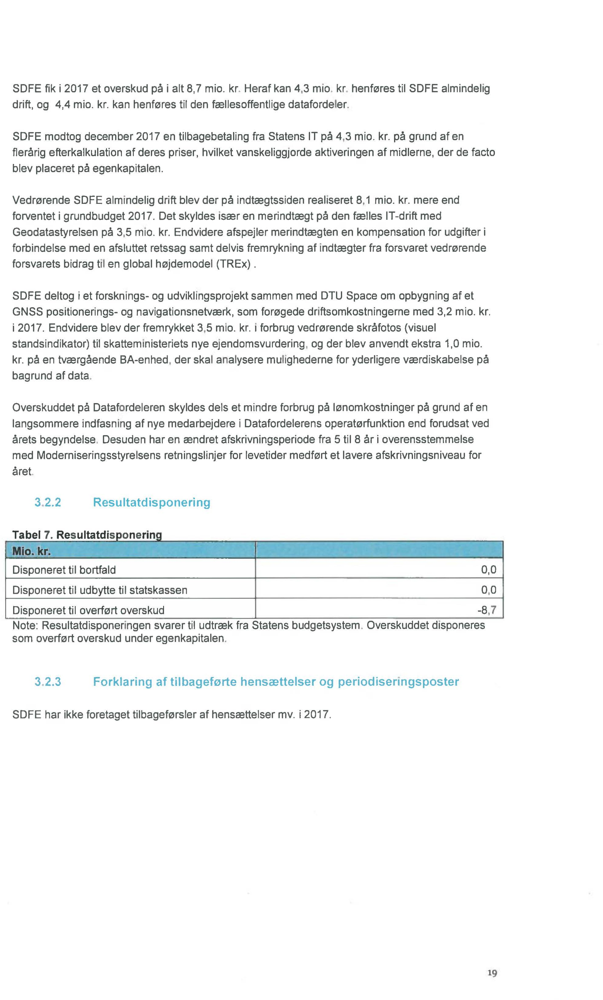 SDFE fik i 2017 et overskud på i alt 8,7 mio. kr. Heraf kan 4,3 mio. kr. henføres til SDFE almindelig
drift, og 4,4 mio. kr. kan henføres til den fællesoffentlige datafordeler.
SDFE modtog december 2017 en tilbagebetaling fra Statens IT på 4,3 mio. kr. på grund af en
flerårig efterkalkulation af deres priser, hvilket vanskeliggjorde aktiveringen af midlerne, der de facto
blev placeret på egenkapitalen.
Vedrørende SDFE almindelig drift blev der på indtægtssiden realiseret 8,1 mio. kr. mere end
forventet i grundbudget 2017. Det skyldes især en merindtægt på den fælles IT-drift med
Geodatastyrelsen på 3,5 mio. kr. Endvidere afspejler merindtægten en kompensation for udgifter i
forbindelse med en afsluttet retssag samt delvis fremrykning af indtægter fra forsvaret vedrørende
forsvarets bidrag til en global højdemodel (TREx) .
SDFE deltog i et forsknings- og udviklingsprojekt sammen med DTU Space om opbygning af et
GNSS positionerings- og navigationsnetværk, som forøgede driftsomkostningerne med 3,2 mio. kr.
i 2017. Endvidere blev der fremrykket 3,5 mio. kr. i forbrug vedrørende skråfotos (visuel
standsindikator) til skatteministeriets nye ejendomsvurdering, og der blev anvendt ekstra 1,0 mio.
kr. på en tværgående BA-enhed, der skal analysere mulighederne for yderligere værdiskabelse på
bagrund af data.
Overskuddet på Datafordeleren skyldes dels et mindre forbrug på lønomkostninger på grund af en
langsommere indfasning af nye medarbejdere i Datafordelerens operatørfunktion end forudsat ved
årets begyndelse. Desuden har en ændret afskrivningsperiode fra 5 til 8 år i overensstemmelse
med Moderniseringsstyrelsens retningslinjer for levetider medført et lavere afskrivningsniveau for
året.
3.2.2 Resultatdisponering
Tabel 7. Resultatdisponering
Mio. kr.
Disponeret til bortfald 0,0
Disponeret til udbytte til statskassen 0,0
Disponeret til overført overskud -8,7
Note: Resultatdisponeringen svarer til udtræk fra Statens budgetsystem. Overskuddet disponeres
som overført overskud under egenkapitalen.
3.2.3 Forklaring af tilbageførte hensættelser og periodiseringsposter
SDFE har ikke foretaget tilbageførsler af hensættelser mv. i 2017.
19